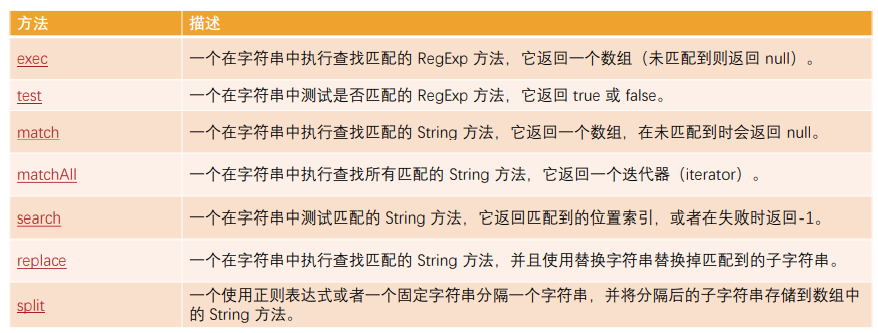 方法 描述
exec 一个在字符串中执行查找匹配的 RegExp 方法，它返回一个数组（未匹配到则返回 null）。
test 一个在字符串中测试是否匹配的 RegExp 方法，它返回 true 或 false。
match 一个在字符串中执行查找匹配的 String 方法，它返回一个数组，在未匹配到时会返回 null。
matchAll 一个在字符串中执行查找所有匹配的 String 方法，它返回一个迭代器（iterator）。
search 一个在字符串中测试匹配的 String 方法，它返回匹配到的位置索引，或者在失败时返回-1。
replace 一个在字符串中执行查找匹配的 String 方法，并且使用替换字符串替换掉匹配到的子字符串。
split 一个使用正则表达式或者一个固定字符串分隔一个字符串，并将分隔后的子字符串存储到数组中
的 String 方法。